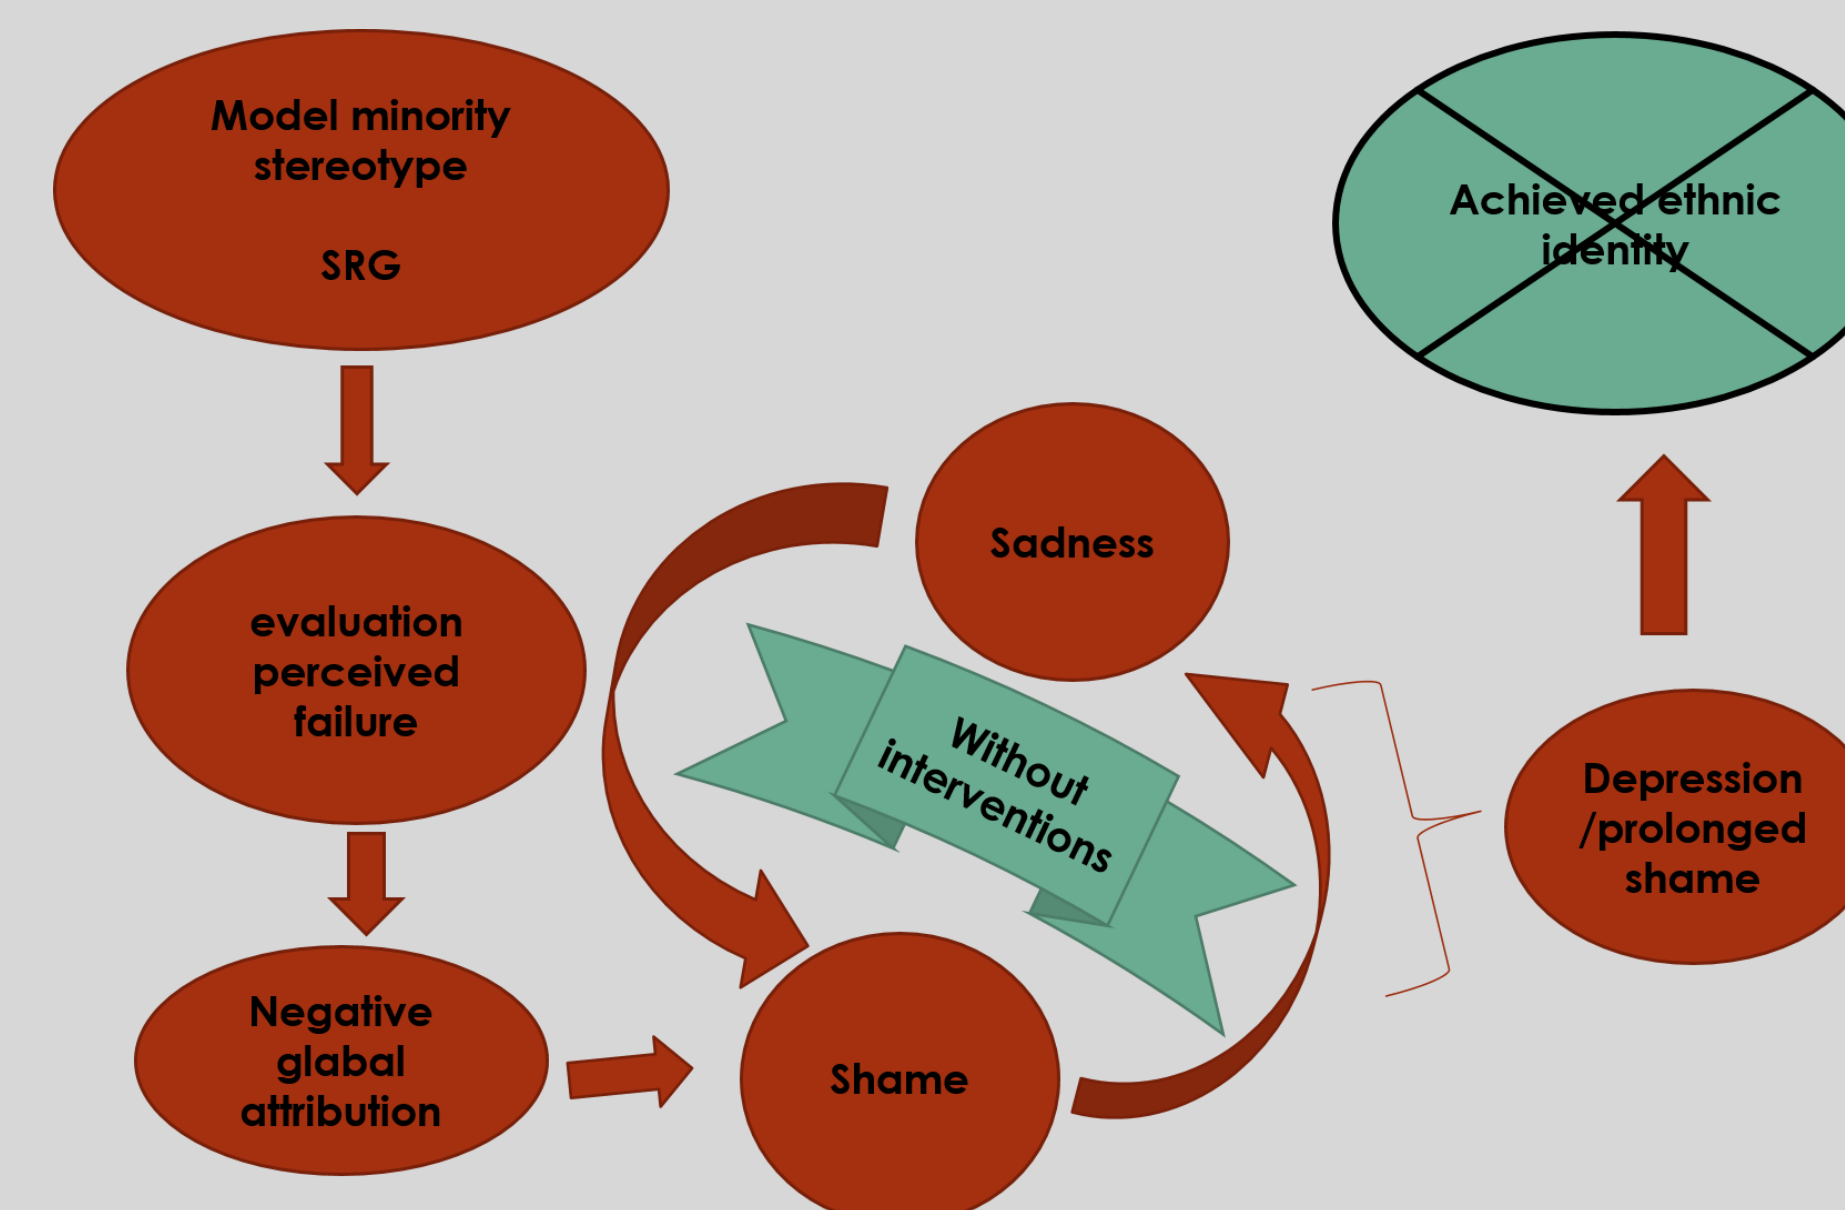 Model minority
stereotype
SRG
evaluation
perceived
failure
Negative
glabal
attribution
Shame
Sadness
Without
interventions
Depression
/prolonged
shame
Achieved ethnic
identity